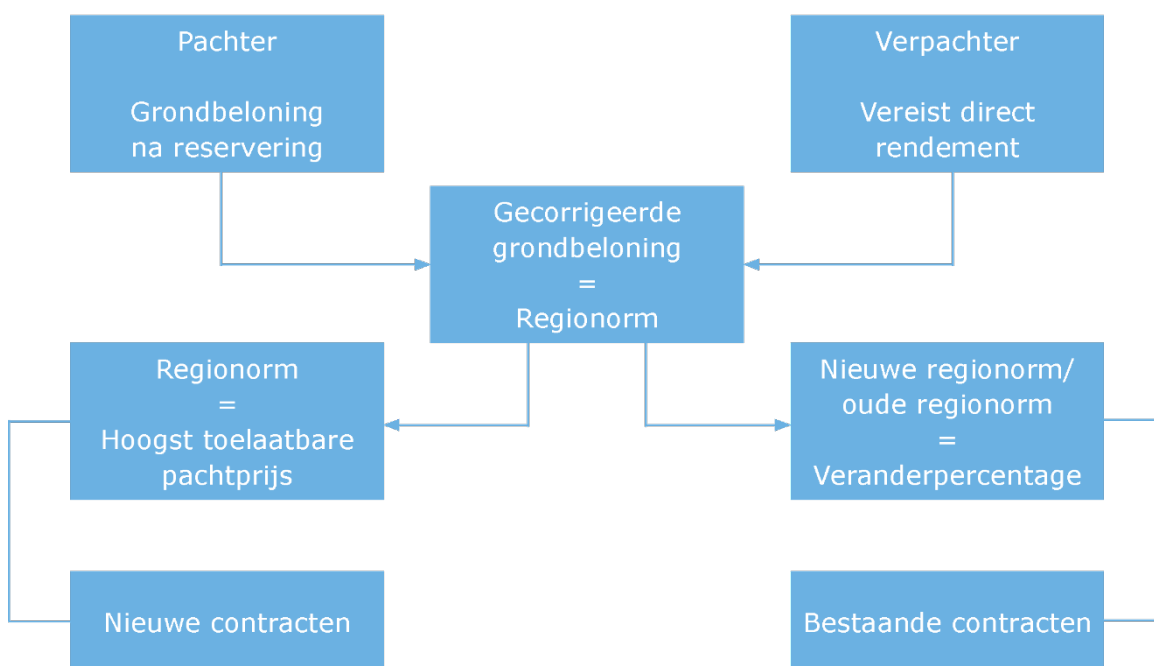 Pachter
Grondbeloning
na reservering
Verpachter
Vereist direct
rendement
Gecorrigeerde
grondbeloning
=
Regionorm
Regionorm
=
Hoogst toelaatbare
pachtprijs
Nieuwe regionorm/
oude regionorm
=
Veranderpercentage
Nieuwe contracten
Bestaande contracten